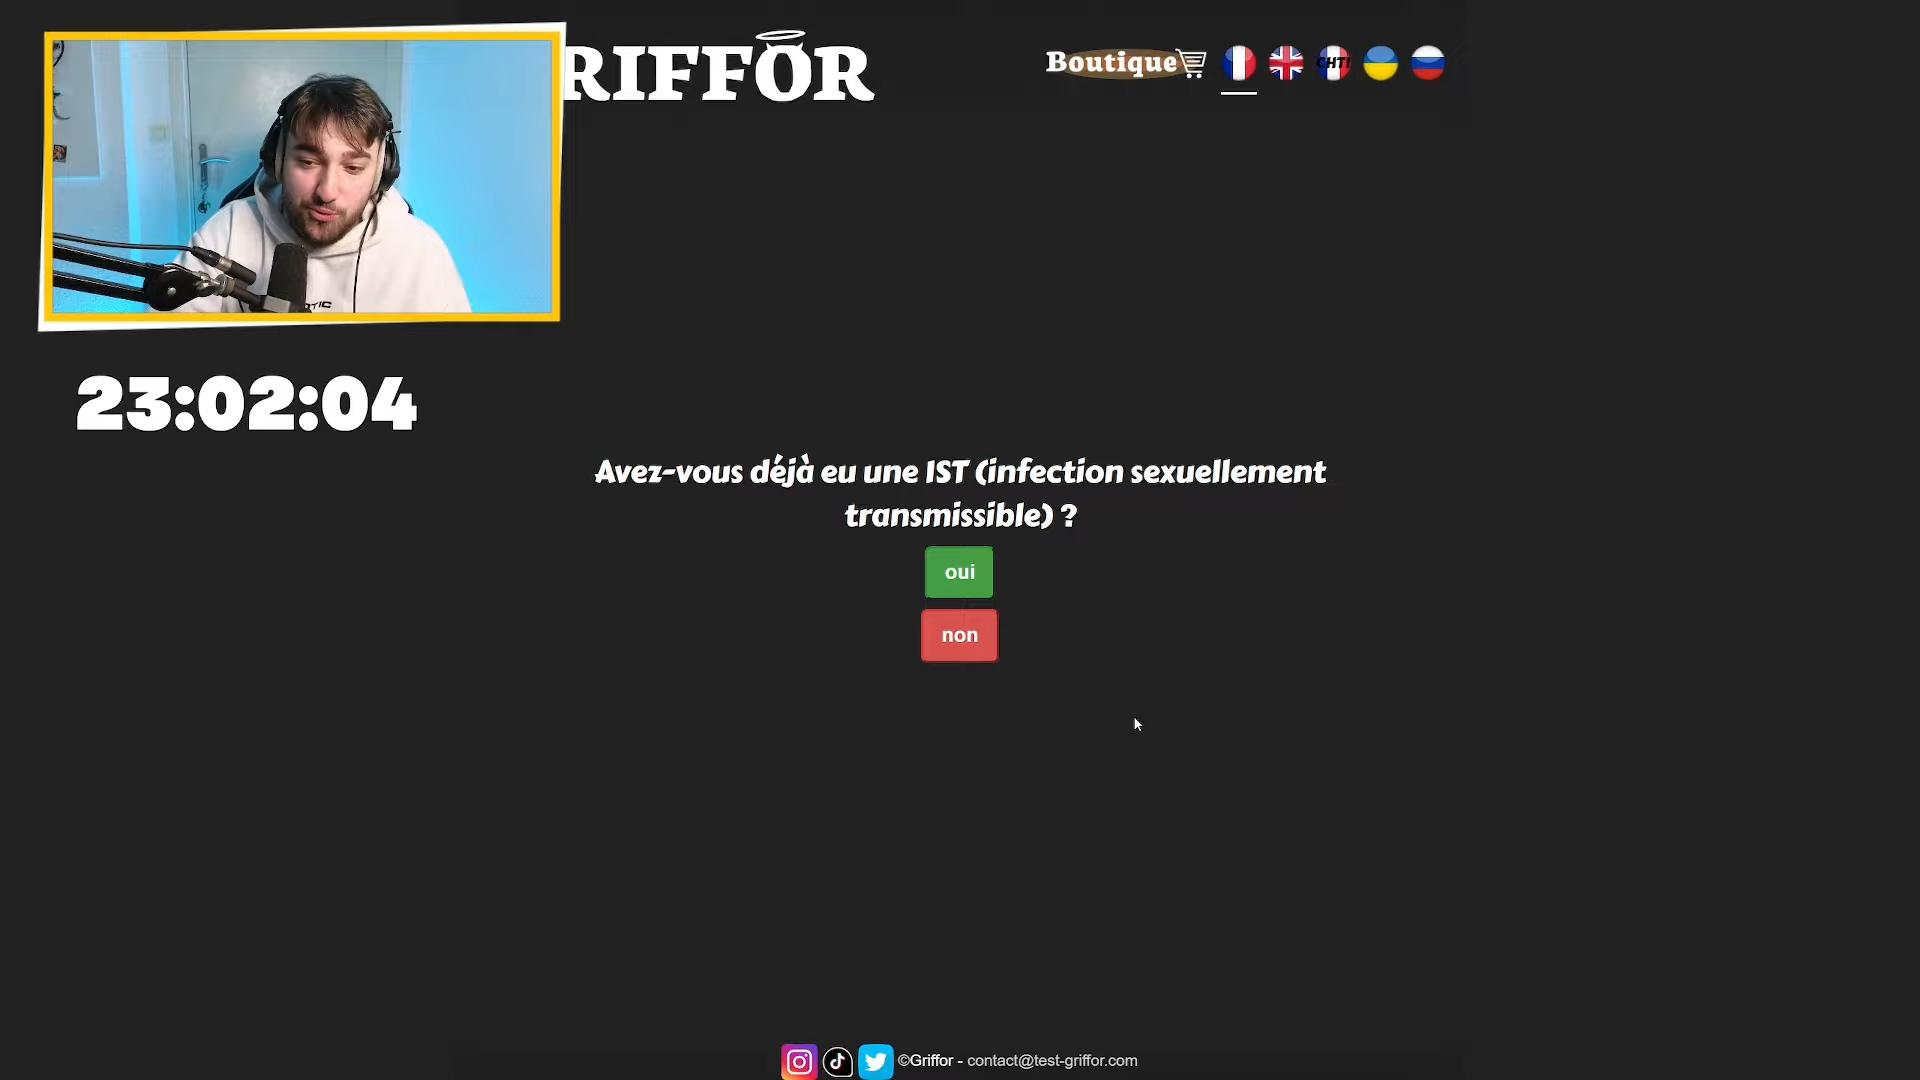 RIFFOR
Boutique
CHTI
23:02:04
Avez-vous déjà eu une IST (infection sexuellement
transmissible) ?
oui
non
©Griffor - contact@test-griffor.com